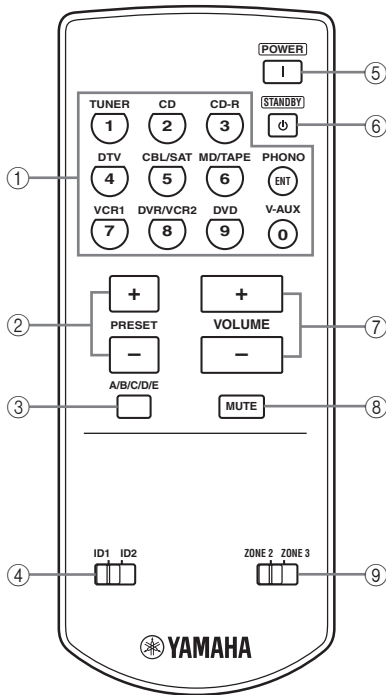 POWER
I
⑤
STANDBY
⑥
TUNER CD CD-R
1 2 3
①
DTV CBL/SAT MD/TAPE PHONO
4 5 6 ENT
VCR1 DVR/VCR2 DVD V-AUX
7 8 9 0
+ +
② PRESET VOLUME ⑦
– –
A/B/C/D/E
③ MUTE ⑧
ID1 ID2 ZONE 2 ZONE 3
④ ⑨
YAMAHA